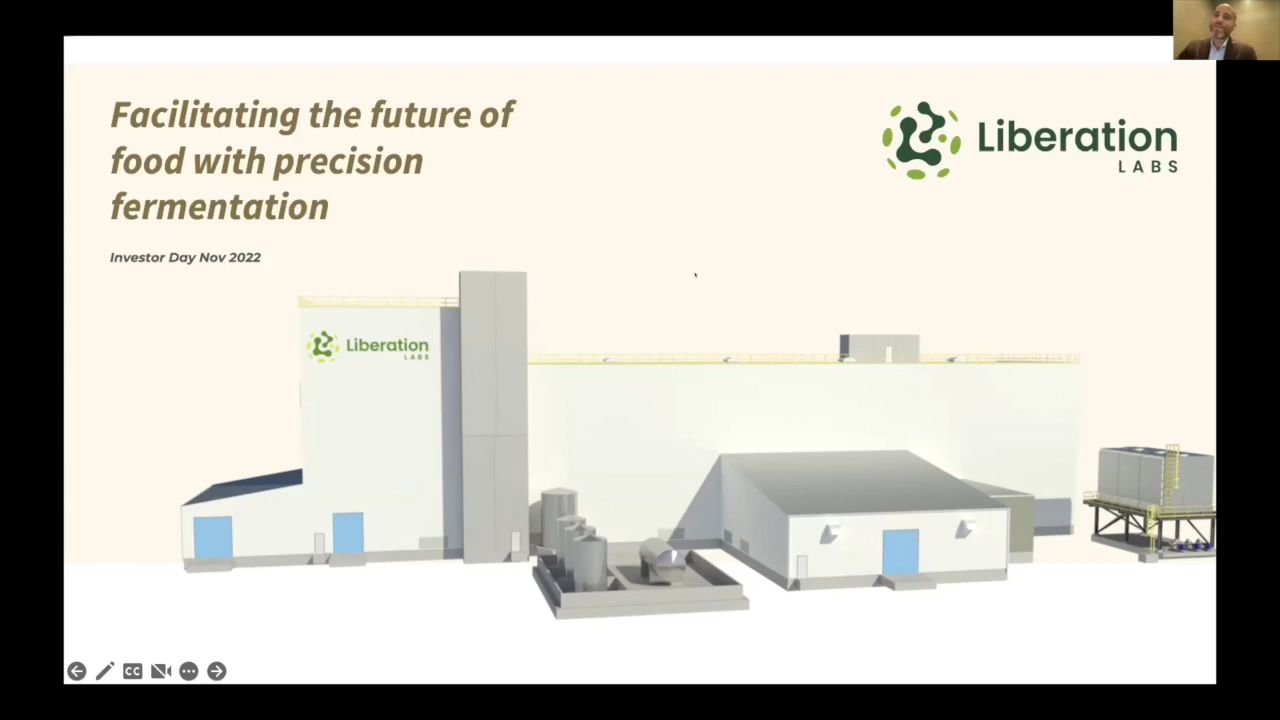 Facilitating the future of
food with precision
fermentation
Investor Day Nov 2022
Liberation
LABS
Liberation
LABS
CC